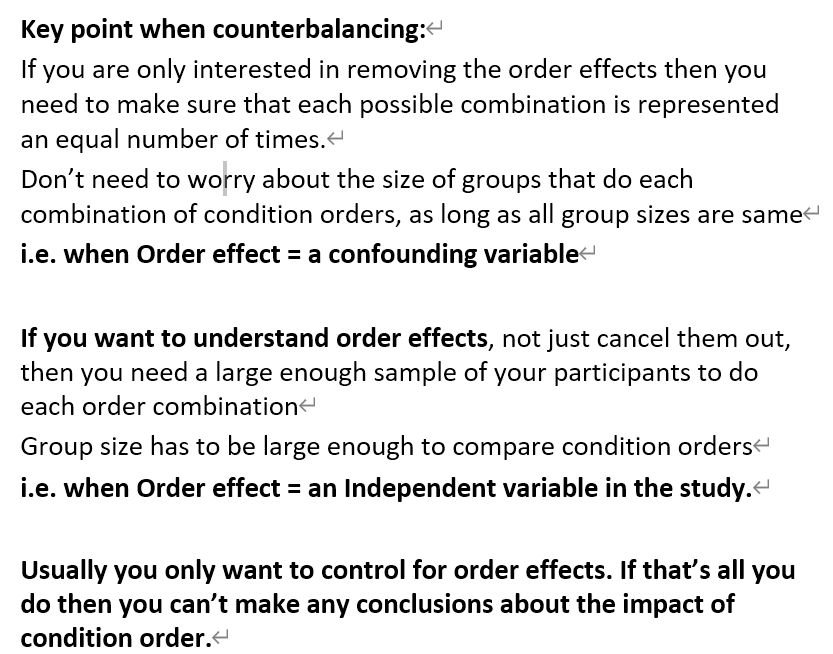 Key point when counterbalancing:
If you are only interested in removing the order effects then you
need to make sure that each possible combination is represented
an equal number of times.
Don’t need to worry about the size of groups that do each
combination of condition orders, as long as all group sizes are same
i.e. when Order effect = a confounding variable
If you want to understand order effects, not just cancel them out,
then you need a large enough sample of your participants to do
each order combination
Group size has to be large enough to compare condition orders
i.e. when Order effect = an Independent variable in the study.
Usually you only want to control for order effects. If that’s all you
do then you can’t make any conclusions about the impact of
condition order.